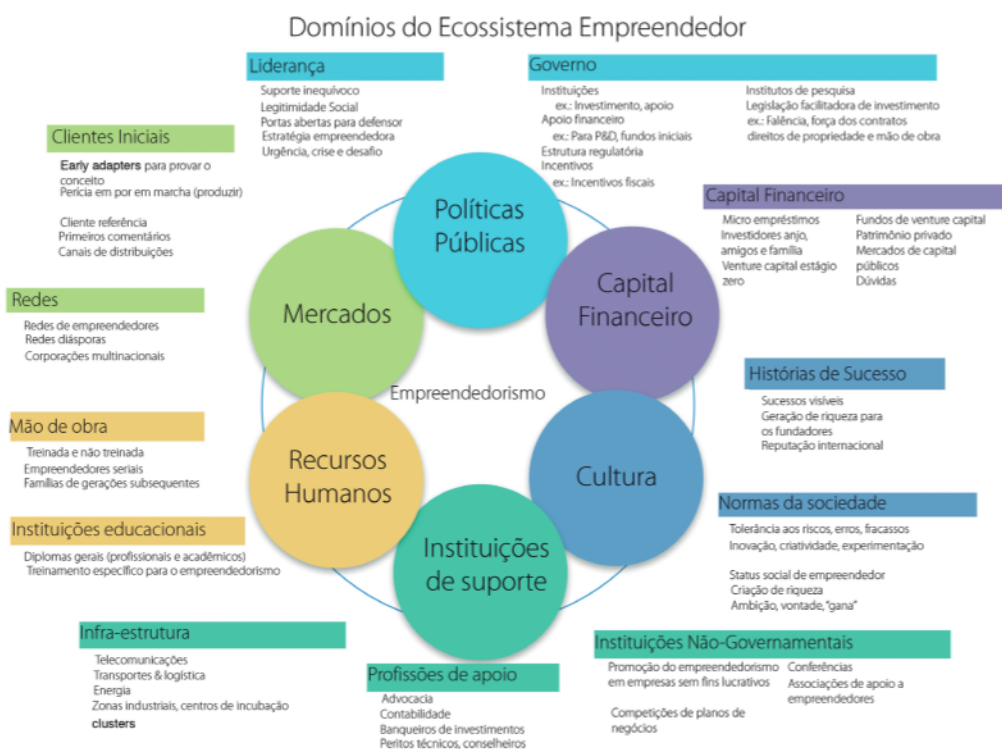 Domínios do Ecossistema Empreendedor
Liderança
Suporte inequívoco
Legitimidade Social
Portas abertas para defensor
Estratégia empreendedora
Urgência, crise e desafio
Governo
Instituições
ex.: Investimento, apoio
Apoio financeiro
ex.: Para P&D, fundos iniciais
Estrutura regulatória
Incentivos
ex.: Incentivos fiscais
Institutos de pesquisa
Legislação facilitadora de investimento
ex.: Falência, força dos contratos
direitos de propriedade e mão de obra
Clientes Iniciais
Early adapters para provar o
conceito
Perícia em por em marcha (produzir)
Cliente referência
Primeiros comentários
Canais de distribuições
Capital Financeiro
Micro empréstimos
Investidores anjo,
amigos e família
Venture capital estágio
zero
Fundos de venture capital
Patrimônio privado
Mercados de capital
públicos
Dúvidas
Políticas
Públicas
Mercados
Capital
Financeiro
Redes
Redes de empreendedores
Redes diásporas
Corporações multinacionais
Empreendedorismo
Histórias de Sucesso
Sucessos visíveis
Geração de riqueza para
os fundadores
Reputação internacional
Mão de obra
Treinada e não treinada
Empreendedores seriais
Famílias de gerações subsequentes
Recursos
Humanos
Cultura
Normas da sociedade
Tolerância aos riscos, erros, fracassos
Inovação, criatividade, experimentação
Status social de empreendedor
Criação de riqueza
Ambição, vontade, "gana"
Instituições educacionais
Diplomas gerais (profissionais e acadêmicos)
Treinamento específico para o empreendedorismo
Instituições
de suporte
Infra-estrutura
Telecomunicações
Transportes & logística
Energia
Zonas industriais, centros de incubação
clusters
Profissões de apoio
Advocacia
Contabilidade
Banqueiros de investimentos
Peritos técnicos, conselheiros
Instituições Não-Governamentais
Promoção do empreendedorismo
em empresas sem fins lucrativos
Competições de planos de
negócios
Conferências
Associações de apoio a
empreendedores